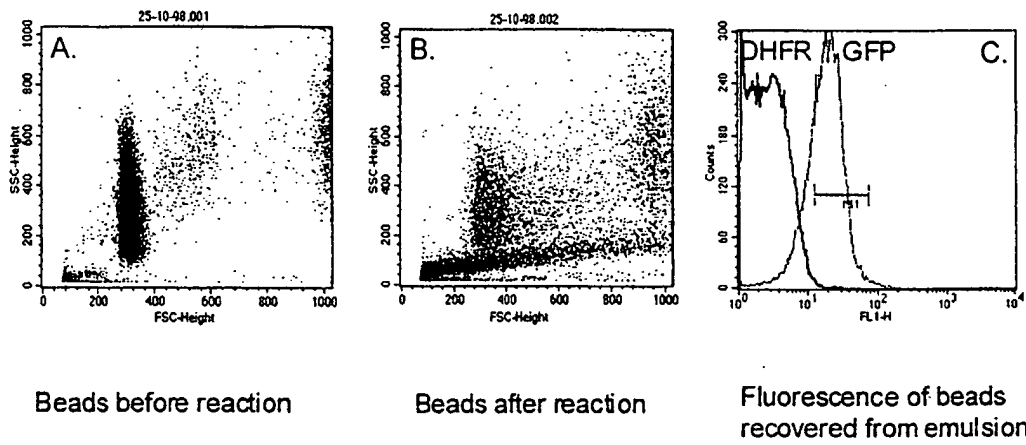 25-10-98.001
A.
SSC-Height
0 200 400 600 800 1000
0 200 400 600 800 1000
FSC-Height
Beads before reaction
25-10-98.002
B.
SSC-Height
0 200 400 600 800 1000
0 200 400 600 800 1000
FSC-Height
Beads after reaction
DHFR GFP C.
Counts
0 60 120 180 240 300
M1
10^0 10^1 10^2 10^3 10^4
FL1-H
Fluorescence of beads
recovered from emulsion